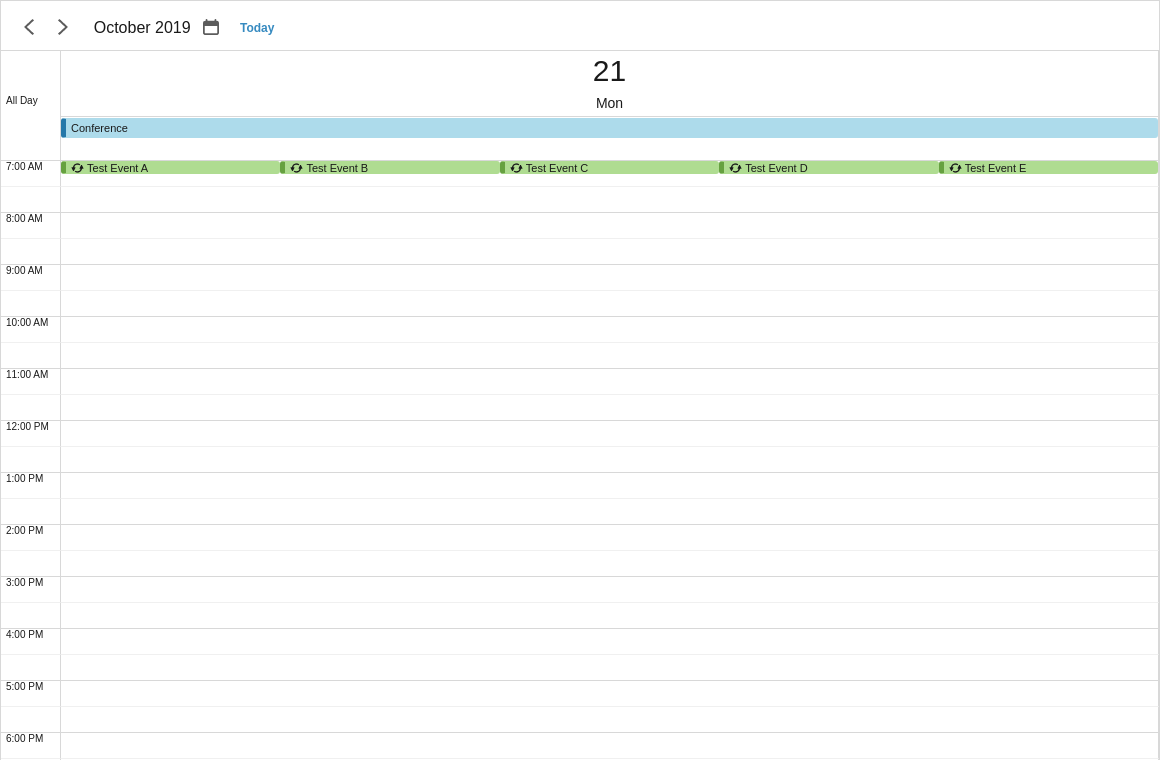 October 2019 Today
21
Mon
All Day
Conference
7:00 AM Test Event A Test Event B Test Event C Test Event D Test Event E
8:00 AM
9:00 AM
10:00 AM
11:00 AM
12:00 PM
1:00 PM
2:00 PM
3:00 PM
4:00 PM
5:00 PM
6:00 PM